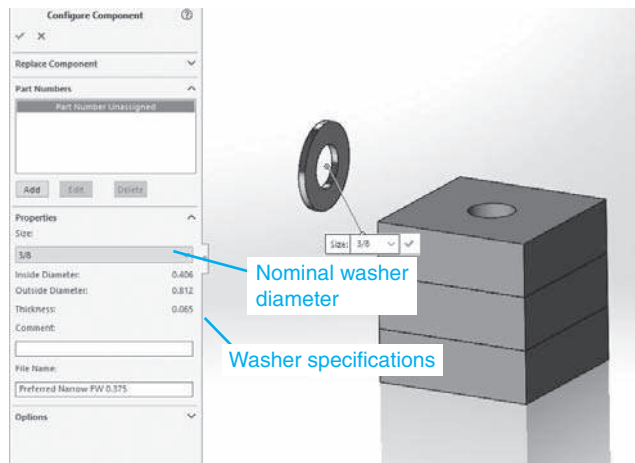 Configure Component
Replace Component
Part Numbers
Part Number Unassigned
Add Edit Delete
Properties
Size:
3/8
Inside Diameter: 0.406
Outside Diameter: 0.812
Thickness: 0.065
Comment:
File Name:
Preferred Narrow FW 0.375
Options
Size: 3/8
Nominal washer
diameter
Washer specifications